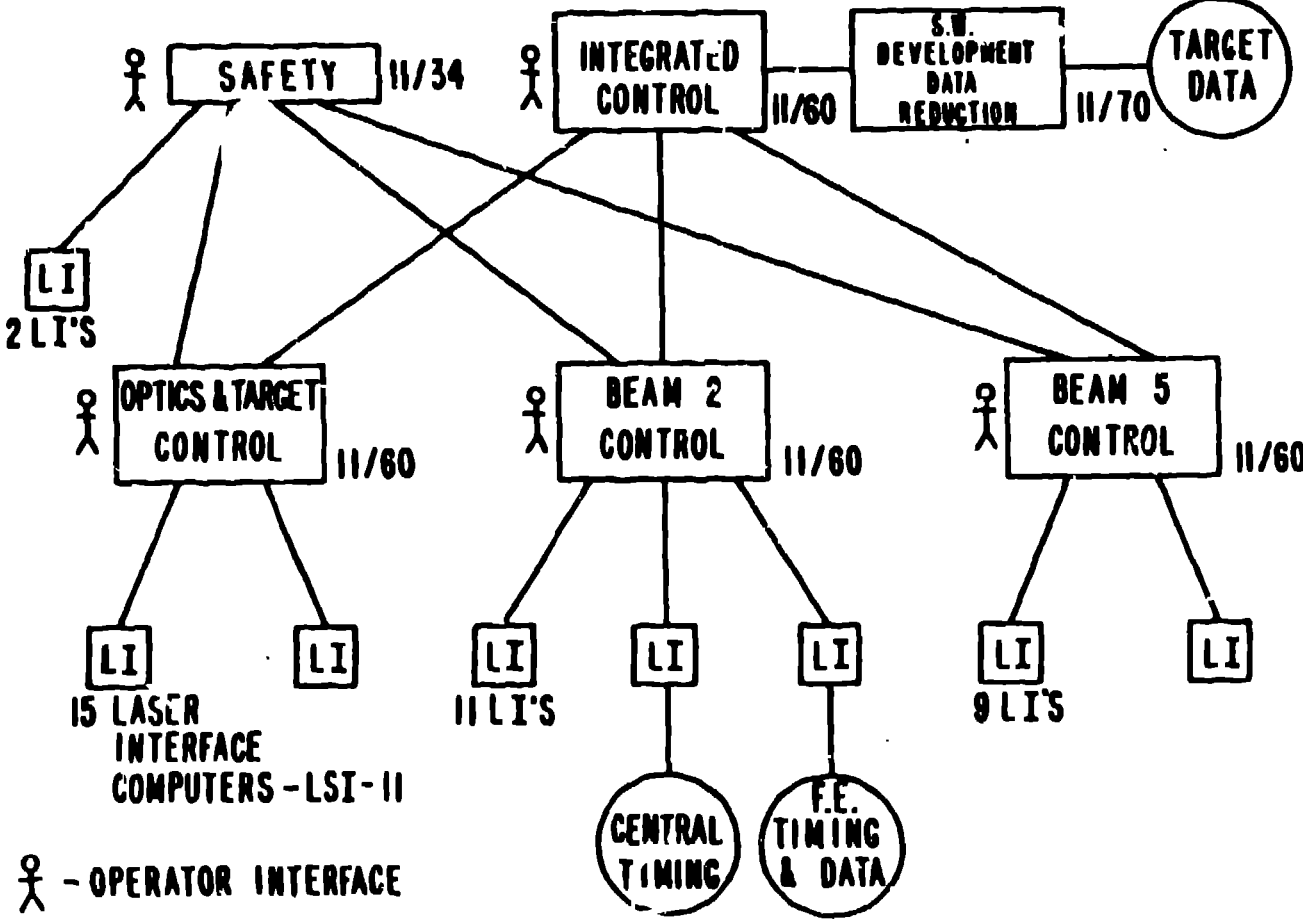 SAFETY
11/34
INTEGRATED
CONTROL
11/60
S.W.
DEVELOPMENT
DATA
REDUCTION
11/70
TARGET
DATA
LI
2 LI'S
OPTICS & TARGET
CONTROL
11/60
BEAM 2
CONTROL
11/60
BEAM 5
CONTROL
11/60
LI
15 LASER
INTERFACE
COMPUTERS - LSI-11
LI
LI
11 LI'S
LI
LI
LI
9 LI'S
LI
CENTRAL
TIMING
F.E.
TIMING
& DATA
- OPERATOR INTERFACE